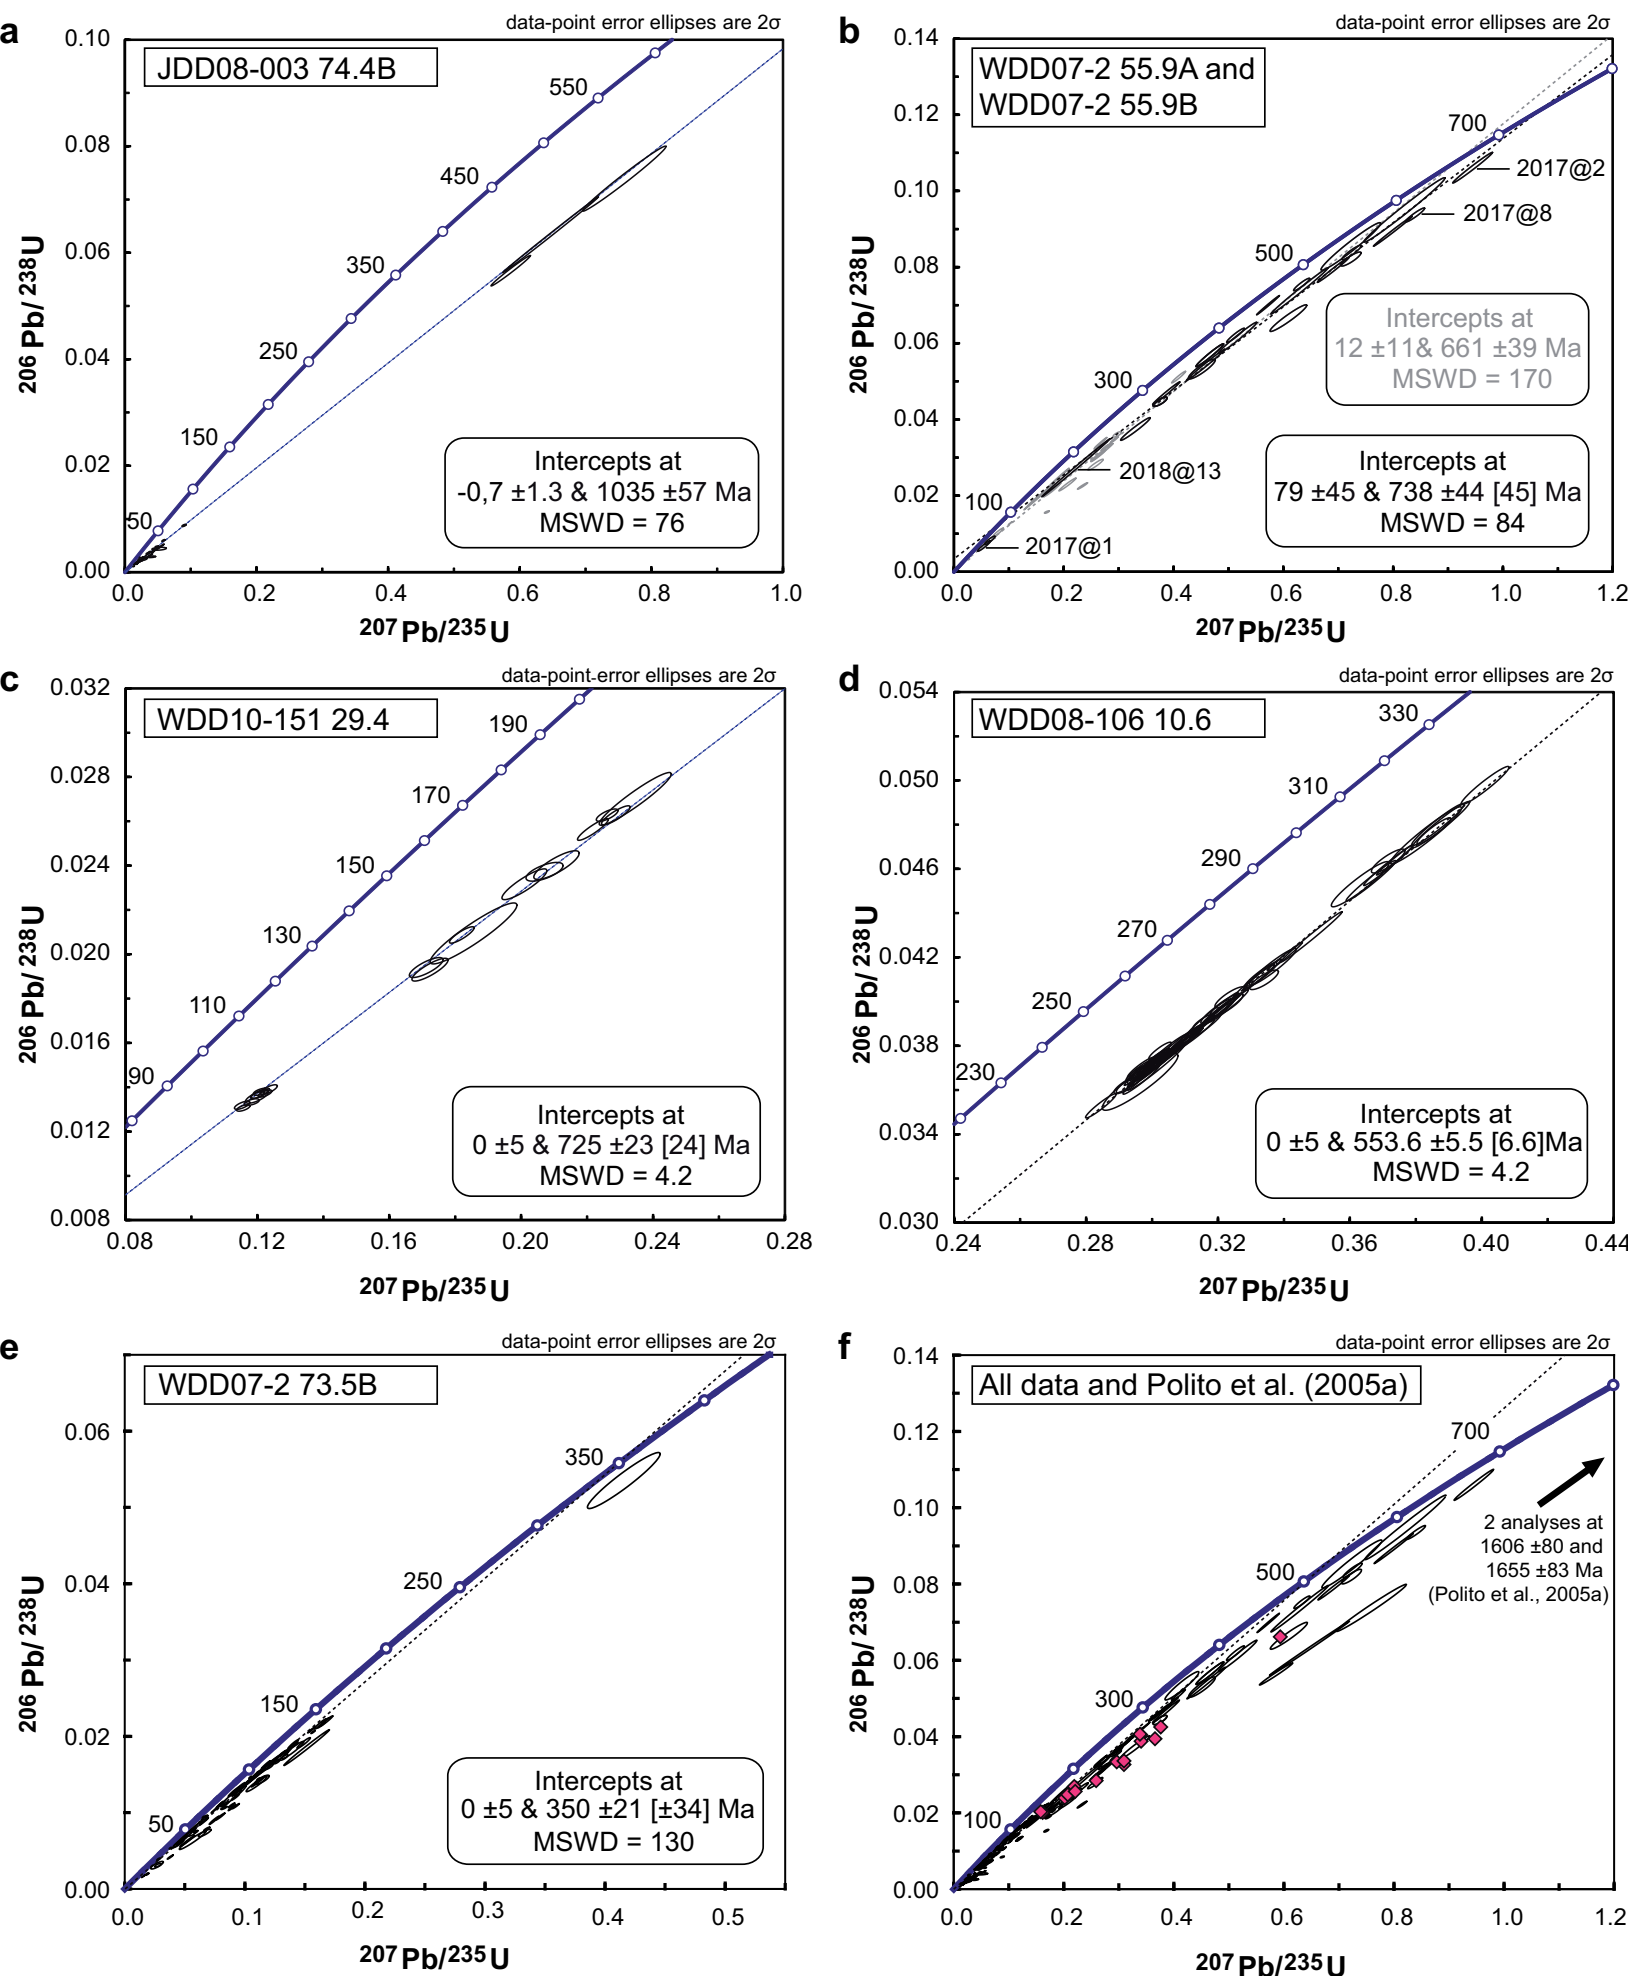 a
data-point error ellipses are 2σ
JDD08-003 74.4B
0.10
0.08
0.06
0.04
0.02
0.00
206 Pb/ 238U
550
450
350
250
150
50
Intercepts at
-0,7 ±1.3 & 1035 ±57 Ma
MSWD = 76
0.0 0.2 0.4 0.6 0.8 1.0
207 Pb/235 U
b
data-point error ellipses are 2σ
WDD07-2 55.9A and
WDD07-2 55.9B
0.14
0.12
0.10
0.08
0.06
0.04
0.02
0.00
206 Pb/ 238U
700
500
300
100
2017@2
2017@8
2018@13
2017@1
Intercepts at
12 ±11& 661 ±39 Ma
MSWD = 170
Intercepts at
79 ±45 & 738 ±44 [45] Ma
MSWD = 84
0.0 0.2 0.4 0.6 0.8 1.0 1.2
207 Pb/235 U
c
data-point error ellipses are 2σ
WDD10-151 29.4
0.032
0.028
0.024
0.020
0.016
0.012
0.008
206 Pb/ 238U
190
170
150
130
110
90
Intercepts at
0 ±5 & 725 ±23 [24] Ma
MSWD = 4.2
0.08 0.12 0.16 0.20 0.24 0.28
207 Pb/235 U
d
data-point error ellipses are 2σ
WDD08-106 10.6
0.054
0.050
0.046
0.042
0.038
0.034
0.030
206 Pb/ 238U
330
310
290
270
250
230
Intercepts at
0 ±5 & 553.6 ±5.5 [6.6]Ma
MSWD = 4.2
0.24 0.28 0.32 0.36 0.40 0.44
207 Pb/235 U
e
data-point error ellipses are 2σ
WDD07-2 73.5B
0.06
0.04
0.02
0.00
206 Pb/ 238U
350
250
150
50
Intercepts at
0 ±5 & 350 ±21 [±34] Ma
MSWD = 130
0.0 0.1 0.2 0.3 0.4 0.5
207 Pb/235 U
f
data-point error ellipses are 2σ
All data and Polito et al. (2005a)
0.14
0.12
0.10
0.08
0.06
0.04
0.02
0.00
206 Pb/ 238U
700
500
300
100
2 analyses at
1606 ±80 and
1655 ±83 Ma
(Polito et al., 2005a)
0.0 0.2 0.4 0.6 0.8 1.0 1.2
207 Pb/235 U